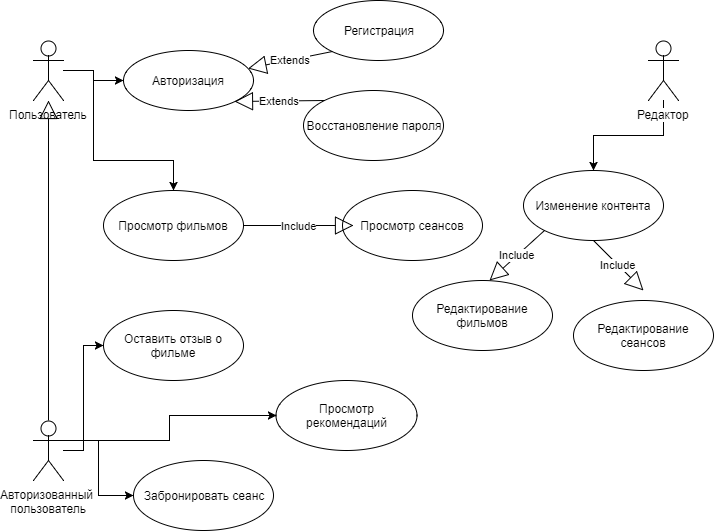 Регистрация
Extends
Авторизация
Extends
Пользователь
Редактор
Восстановление пароля
Изменение контента
Просмотр фильмов
Include
Просмотр сеансов
Include
Include
Редактирование
фильмов
Редактирование
сеансов
Оставить отзыв о
фильме
Просмотр
рекомендаций
Авторизованный
пользователь
Забронировать сеанс